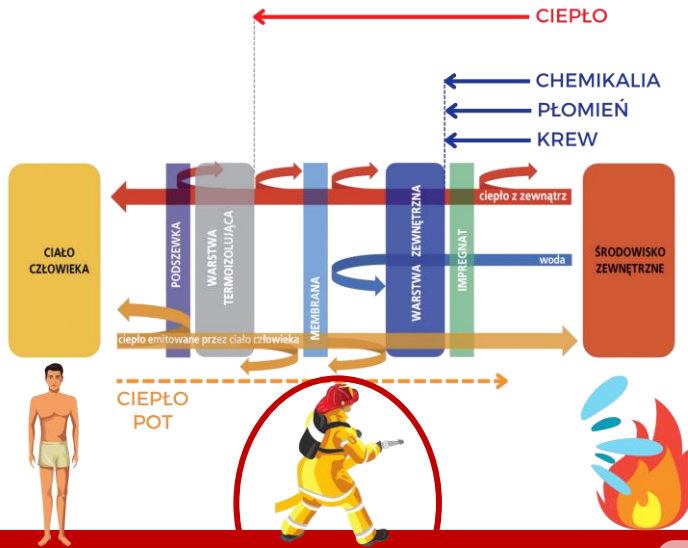 CIEPŁO
CHEMIKALIA
PŁOMIEŃ
KREW
CIAŁO
CZŁOWIEKA
PODSZEWKA
WARSTWA
TERMOIZOLUJĄCA
MEMBRANA
WARSTWA ZEWNĘTRZNA
IMPREGNAT
ciepło z zewnątrz
woda
ŚRODOWISKO
ZEWNĘTRZNE
ciepło emitowane przez ciało człowieka
CIEPŁO
POT